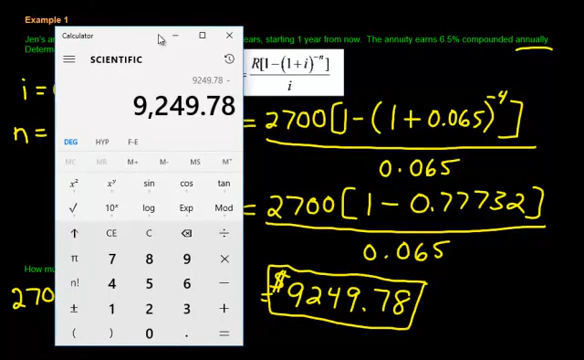 Example 1
Jen's an
ears, starting 1 year from now. The annuity earns 6.5% compounded annually.
Determ
Calculator
SCIENTIFIC
9249.78 -
9,249.78
DEG HYP F-E
MC MR M+ M- MS M˅
x² xʸ sin cos tan
√ 10ˣ log Exp Mod
↑ CE C ⌫ ÷
π 7 8 9 ×
n! 4 5 6 −
± 1 2 3 +
( ) 0 . =
i =
n =
= R[1−(1+i)⁻ⁿ] / i
= 2700[1 − (1 + 0.065)⁻⁴]
0.065
= 2700[1 − 0.77732]
0.065
How mu
270
= $9249.78